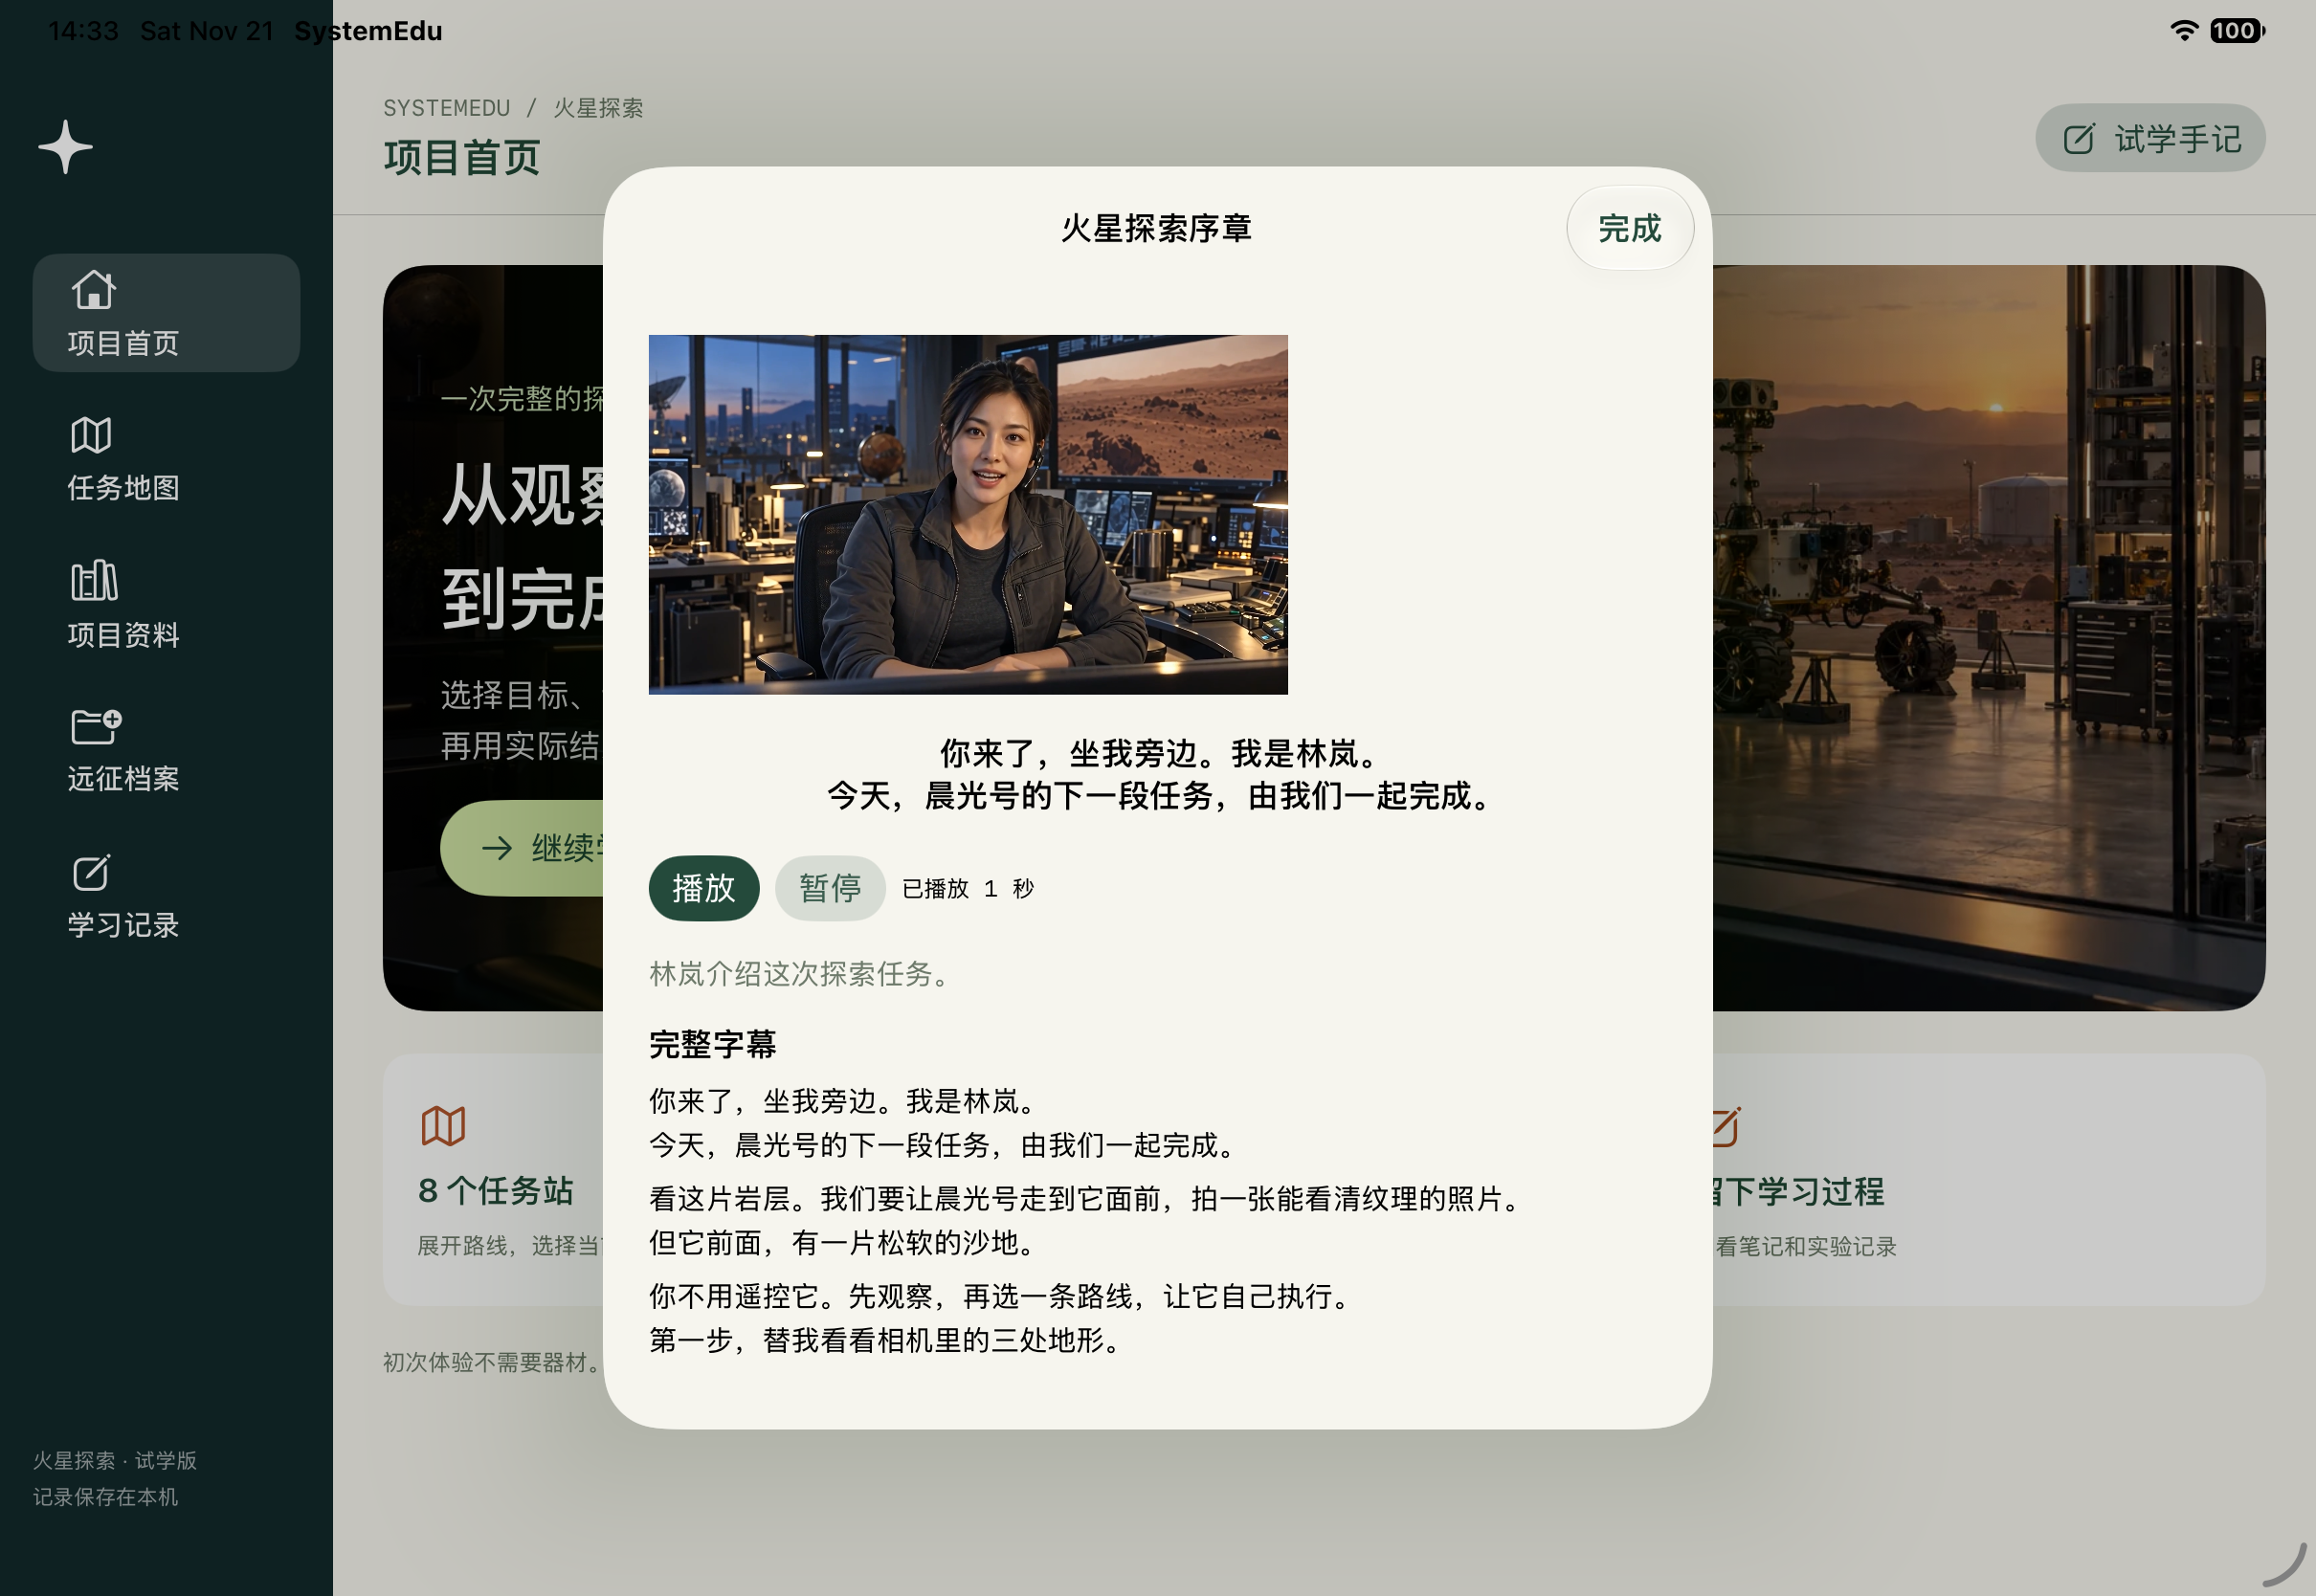 14:33 Sat Nov 21 SystemEdu
100
项目首页
任务地图
项目资料
远征档案
学习记录
火星探索 · 试学版
记录保存在本机
SYSTEMEDU / 火星探索
项目首页
试学手记
一次完整的探
从观察
到完成
选择目标、
再用实际结
继续学
8 个任务站
展开路线，选择当
初次体验不需要器材。
留下学习过程
看笔记和实验记录
火星探索序章
完成
你来了，坐我旁边。我是林岚。
今天，晨光号的下一段任务，由我们一起完成。
播放
暂停
已播放 1 秒
林岚介绍这次探索任务。
完整字幕
你来了，坐我旁边。我是林岚。
今天，晨光号的下一段任务，由我们一起完成。
看这片岩层。我们要让晨光号走到它面前，拍一张能看清纹理的照片。
但它前面，有一片松软的沙地。
你不用遥控它。先观察，再选一条路线，让它自己执行。
第一步，替我看看相机里的三处地形。